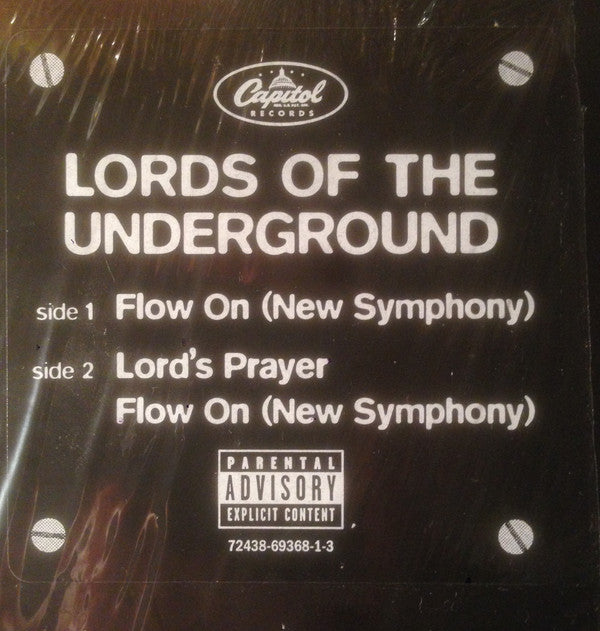 Capitol
RECORDS
LORDS OF THE
UNDERGROUND
side 1 Flow On (New Symphony)
side 2 Lord's Prayer
Flow On (New Symphony)
PARENTAL
ADVISORY
EXPLICIT CONTENT
72438-69368-1-3